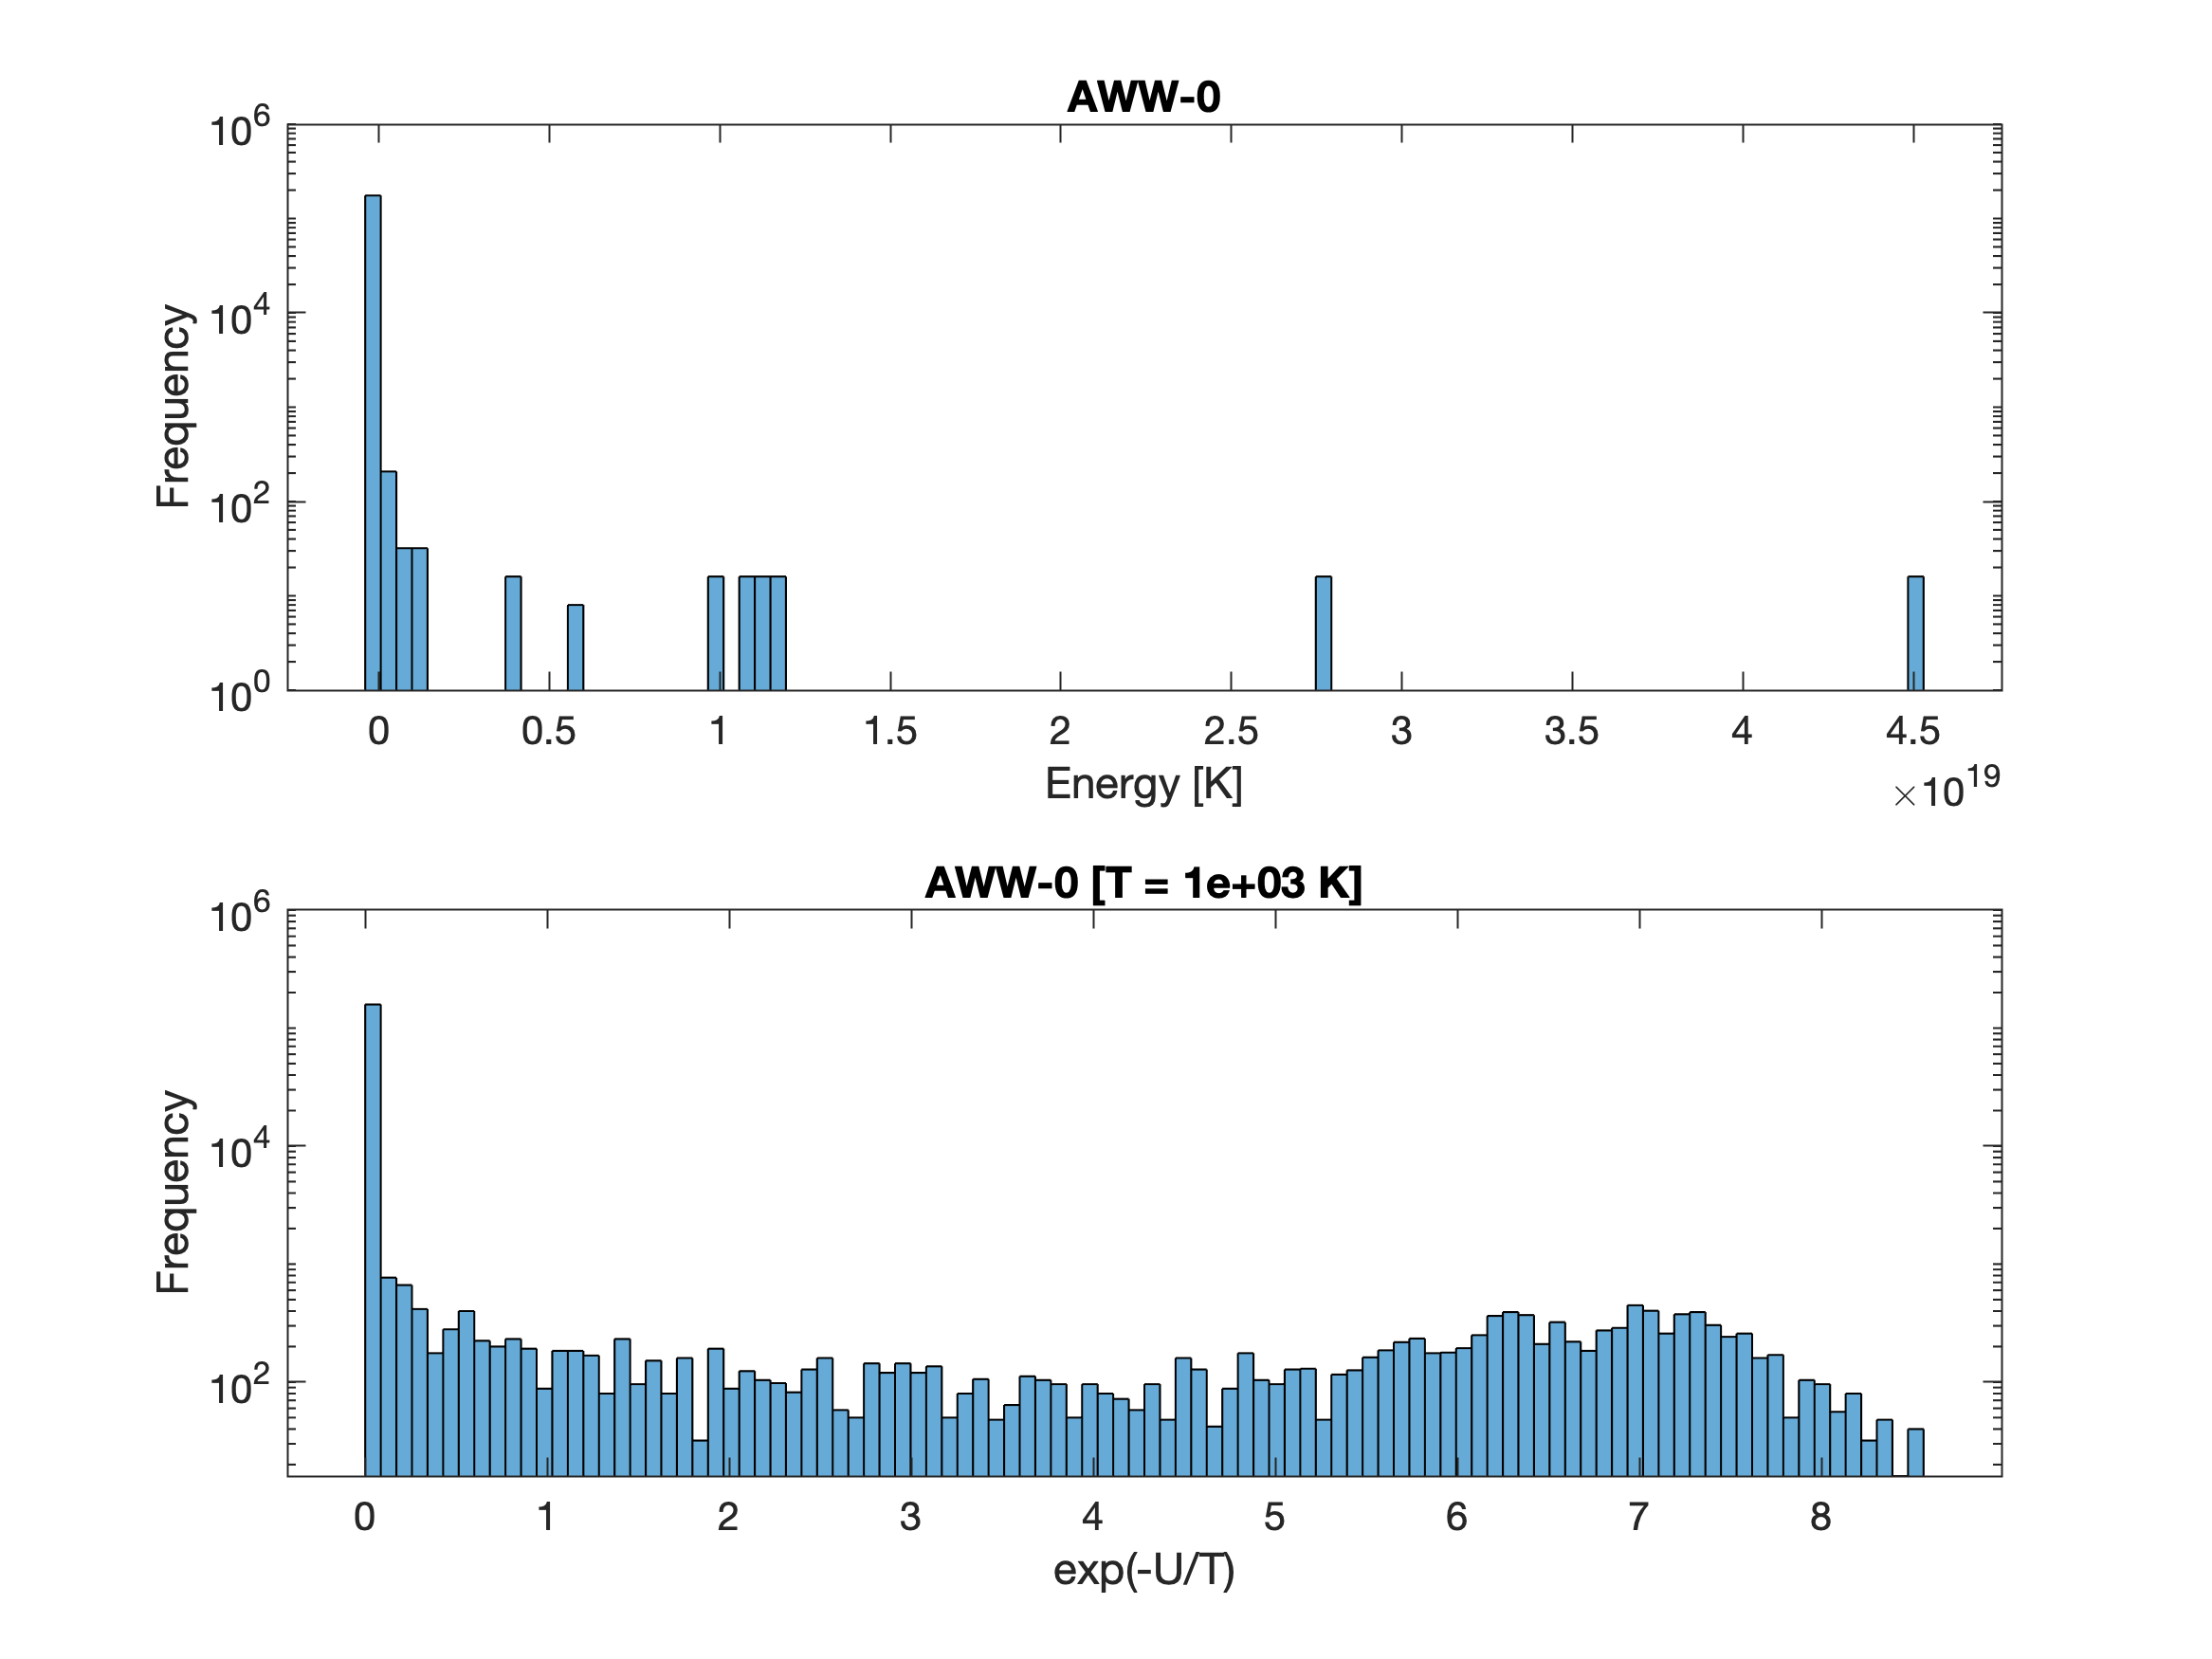 AWW-0
10^6
10^4
10^2
10^0
Frequency
0 0.5 1 1.5 2 2.5 3 3.5 4 4.5
Energy [K]
×10^19
AWW-0 [T = 1e+03 K]
10^6
10^4
10^2
Frequency
0 1 2 3 4 5 6 7 8
exp(-U/T)